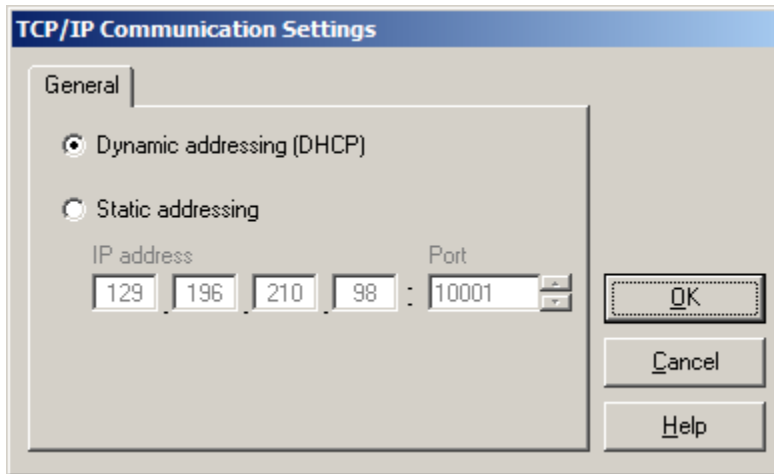 TCP/IP Communication Settings
General
Dynamic addressing (DHCP)
Static addressing
IP address Port
129 . 196 . 210 . 98 : 10001
OK
Cancel
Help